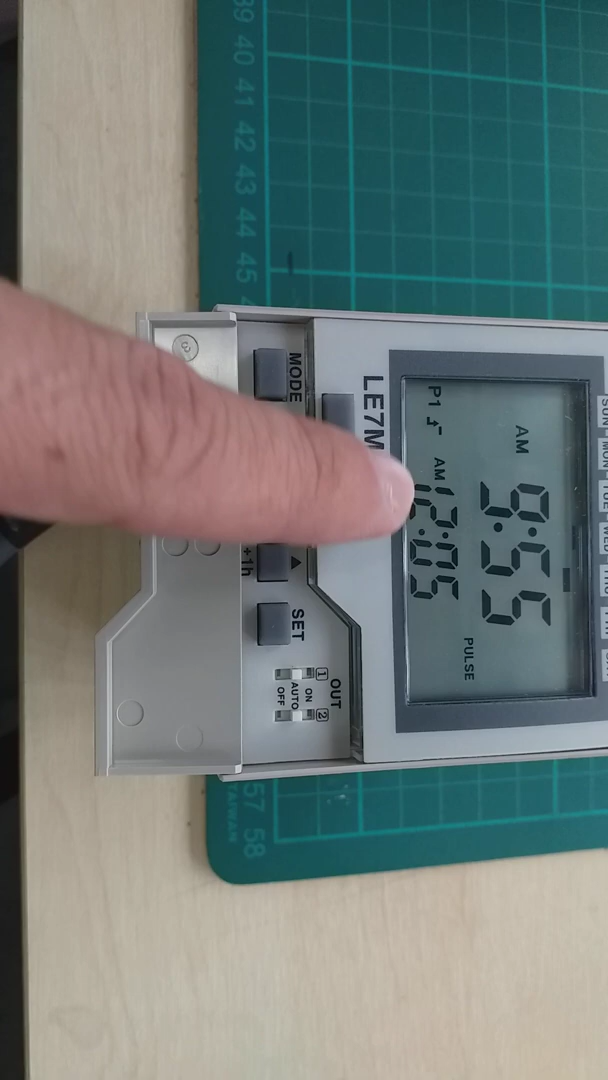 39 40 41 42 43 44 45
57 58
TAIWAN
SUN MON TUE WED
AM 9:55
P1 AM 12:05
PULSE
LE7M
MODE
+1h
SET
OUT
1 2
ON
AUTO
OFF